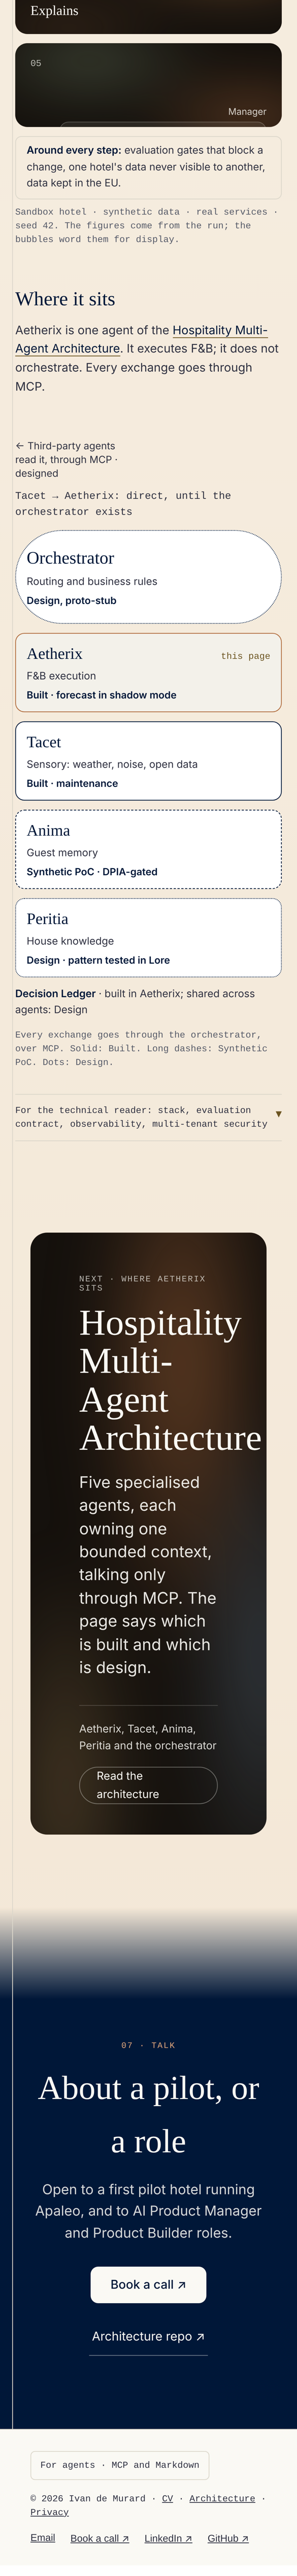 Explains
05
Manager
Around every step: evaluation gates that block a
change, one hotel's data never visible to another,
data kept in the EU.
Sandbox hotel · synthetic data · real services ·
seed 42. The figures come from the run; the
bubbles word them for display.
Where it sits
Aetherix is one agent of the Hospitality Multi-
Agent Architecture. It executes F&B; it does not
orchestrate. Every exchange goes through
MCP.
← Third-party agents
read it, through MCP ·
designed
Tacet → Aetherix: direct, until the
orchestrator exists
Orchestrator
Routing and business rules
Design, proto-stub
Aetherix
this page
F&B execution
Built · forecast in shadow mode
Tacet
Sensory: weather, noise, open data
Built · maintenance
Anima
Guest memory
Synthetic PoC · DPIA-gated
Peritia
House knowledge
Design · pattern tested in Lore
Decision Ledger · built in Aetherix; shared across
agents: Design
Every exchange goes through the orchestrator,
over MCP. Solid: Built. Long dashes: Synthetic
PoC. Dots: Design.
For the technical reader: stack, evaluation
contract, observability, multi-tenant security
▼
NEXT · WHERE AETHERIX
SITS
Hospitality
Multi-
Agent
Architecture
Five specialised
agents, each
owning one
bounded context,
talking only
through MCP. The
page says which
is built and which
is design.
Aetherix, Tacet, Anima,
Peritia and the orchestrator
Read the
architecture
07 · TALK
About a pilot, or
a role
Open to a first pilot hotel running
Apaleo, and to AI Product Manager
and Product Builder roles.
Book a call ↗
Architecture repo ↗
For agents · MCP and Markdown
© 2026 Ivan de Murard · CV · Architecture ·
Privacy
Email Book a call ↗ LinkedIn ↗ GitHub ↗